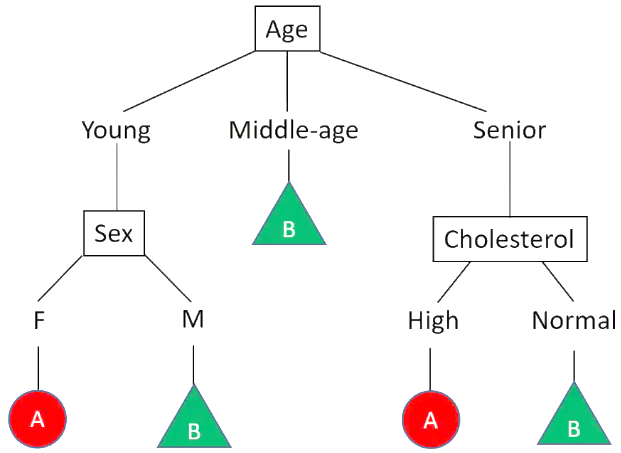 Age
Young Middle-age Senior
B
Sex Cholesterol
F M High Normal
A B A B